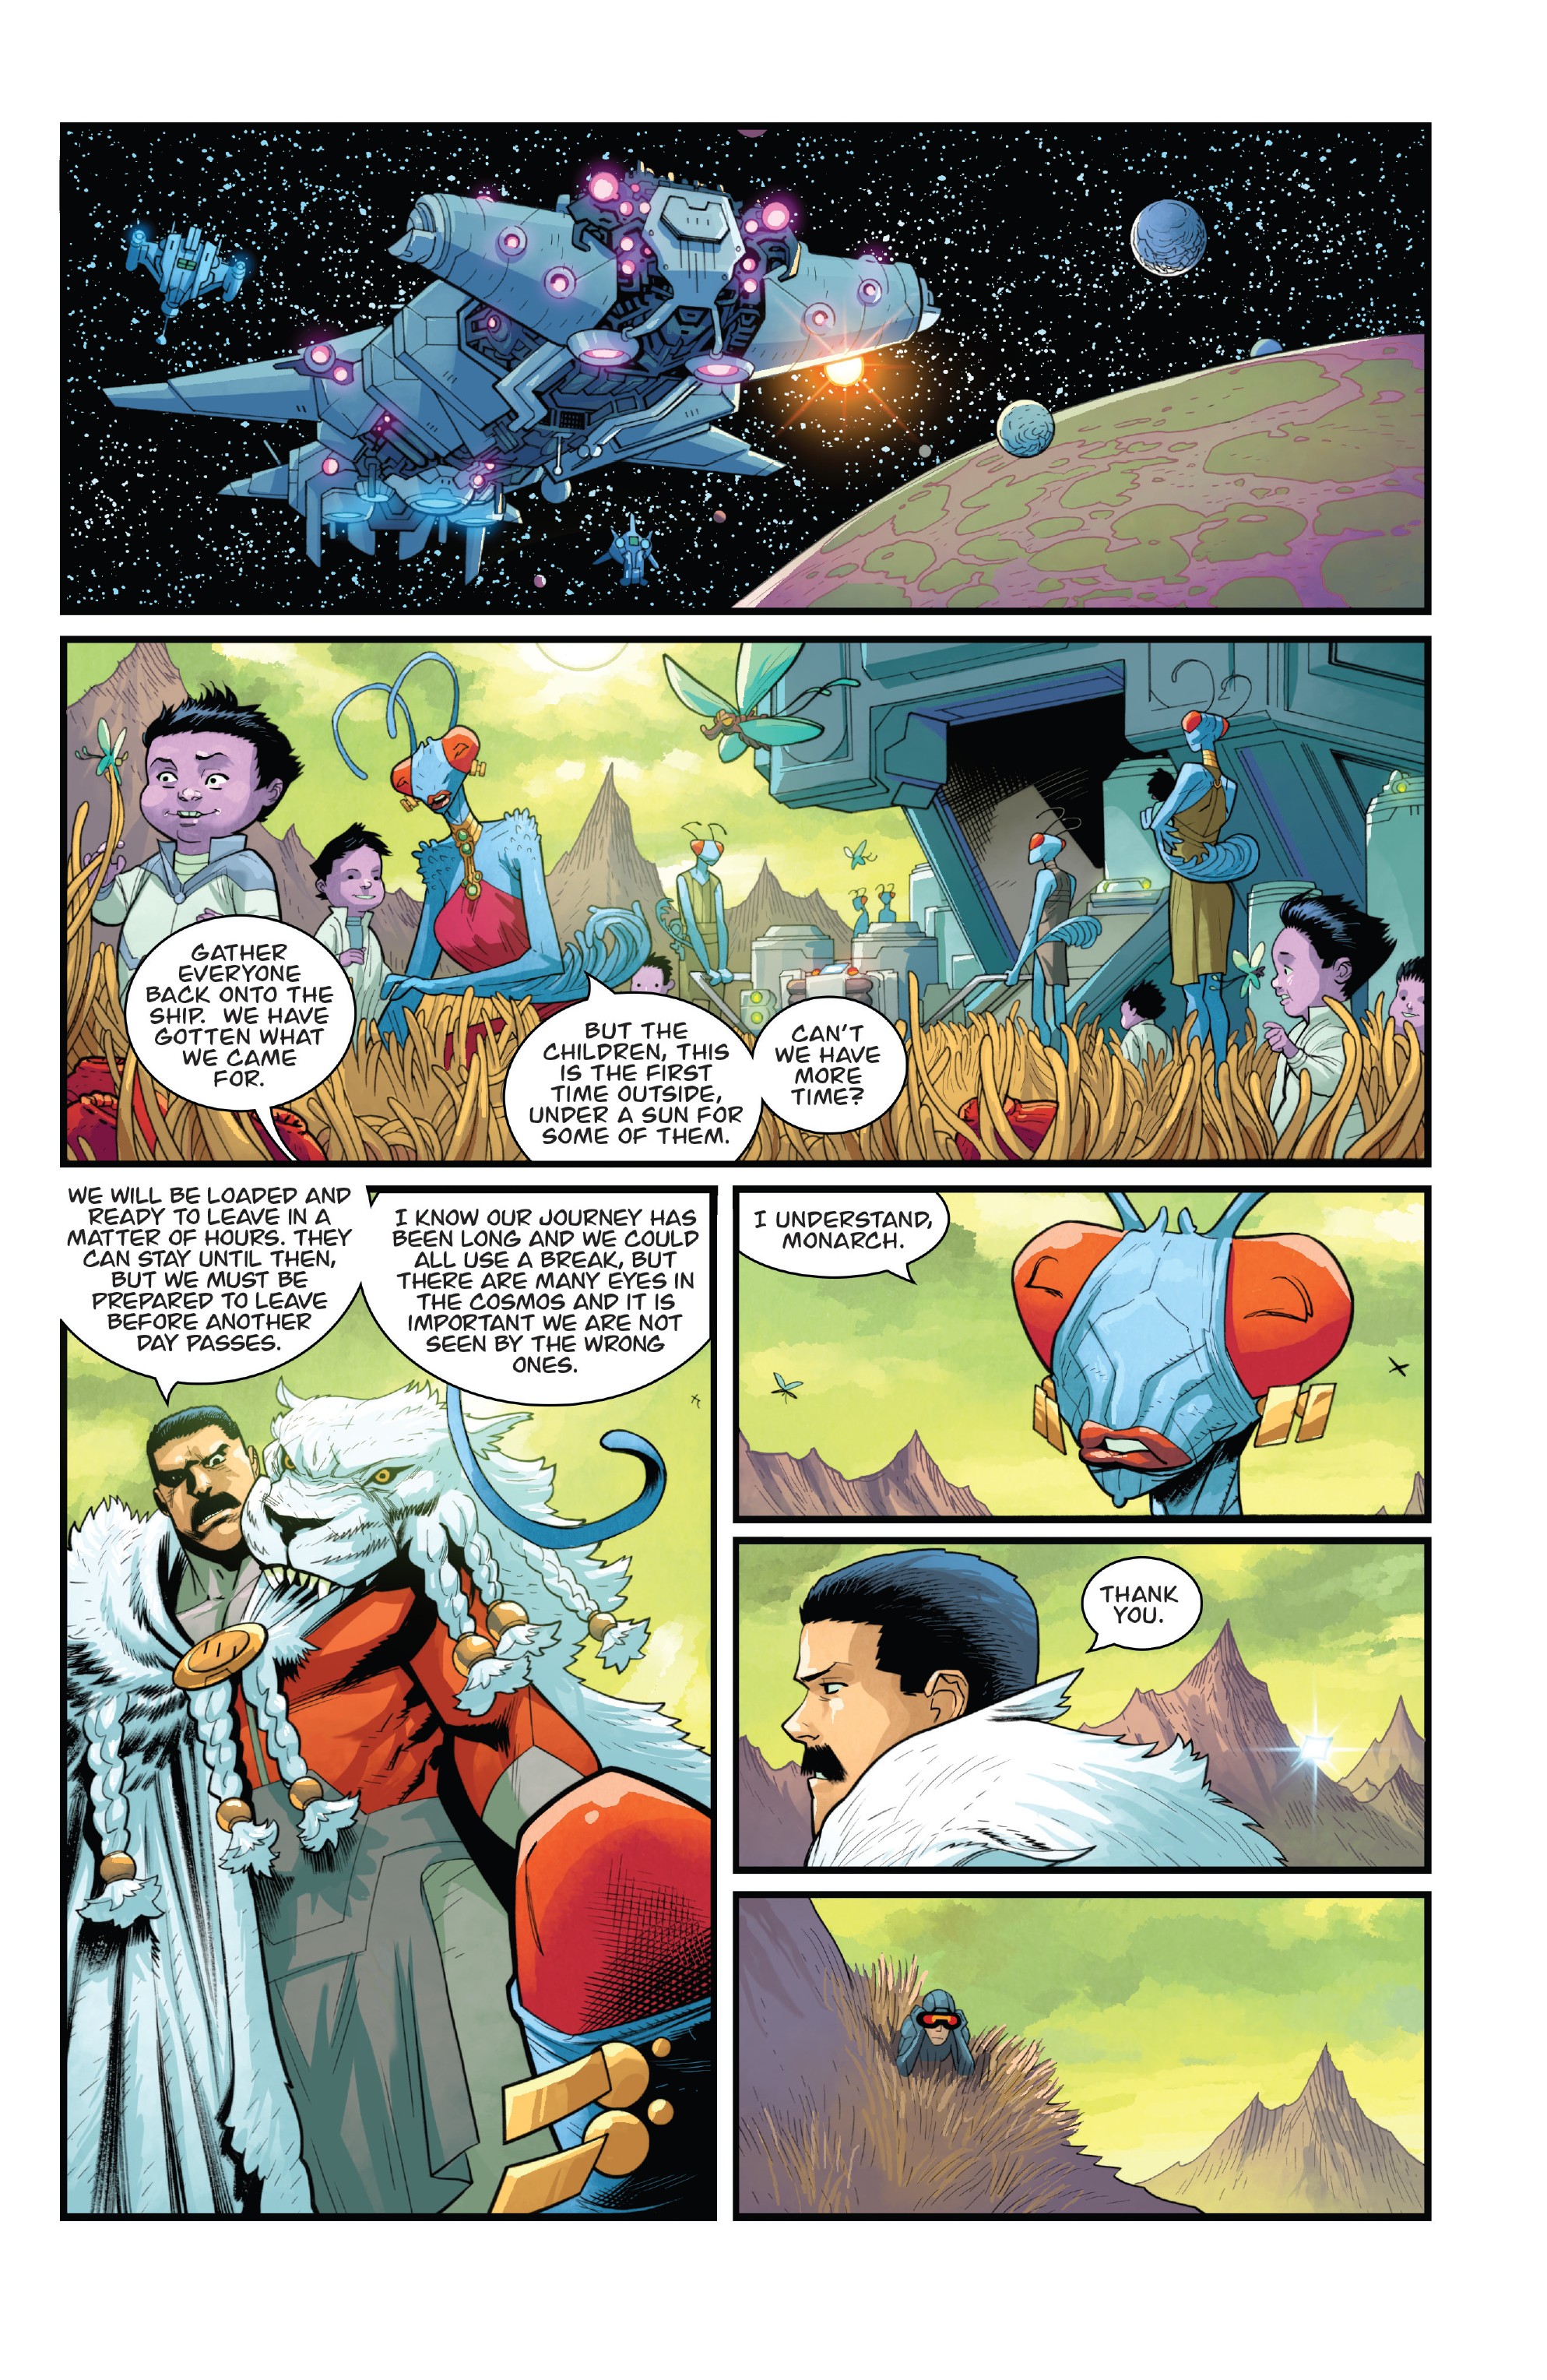 GATHER
EVERYONE
BACK ONTO THE
SHIP. WE HAVE
GOTTEN WHAT
WE CAME
FOR.
BUT THE
CHILDREN, THIS
IS THE FIRST
TIME OUTSIDE,
UNDER A SUN FOR
SOME OF THEM.
CAN'T
WE HAVE
MORE
TIME?
WE WILL BE LOADED AND
READY TO LEAVE IN A
MATTER OF HOURS. THEY
CAN STAY UNTIL THEN,
BUT WE MUST BE
PREPARED TO LEAVE
BEFORE ANOTHER
DAY PASSES.
I KNOW OUR JOURNEY HAS
BEEN LONG AND WE COULD
ALL USE A BREAK, BUT
THERE ARE MANY EYES IN
THE COSMOS AND IT IS
IMPORTANT WE ARE NOT
SEEN BY THE WRONG
ONES.
I UNDERSTAND,
MONARCH.
THANK
YOU.